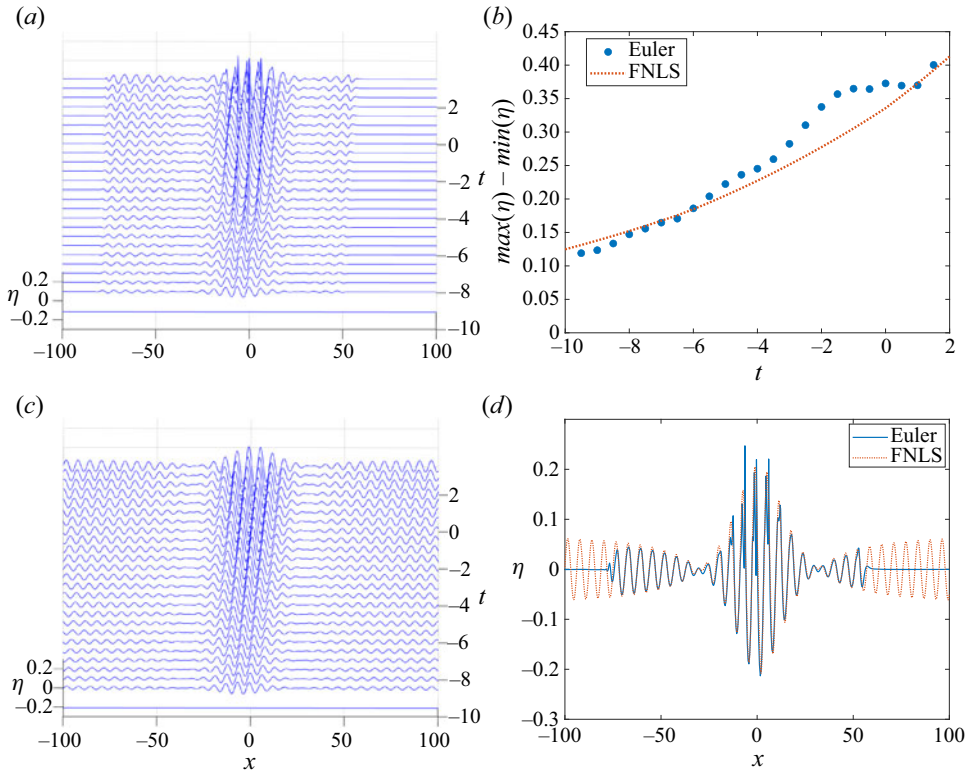 (a)
2
0
t
−2
−4
−6
−8
−10
0.2
η 0
−0.2
−100 −50 0 50 100
(b)
0.45
0.40
0.35
0.30
0.25
0.20
0.15
0.10
0.05
0
max(η) − min(η)
Euler
FNLS
−10 −8 −6 −4 −2 0 2
t
(c)
2
0
−2
t
−4
−6
−8
−10
0.2
η 0
−0.2
−100 −50 0 50 100
x
(d)
η
0.2
0.1
0
−0.1
−0.2
−0.3
Euler
FNLS
−100 −50 0 50 100
x